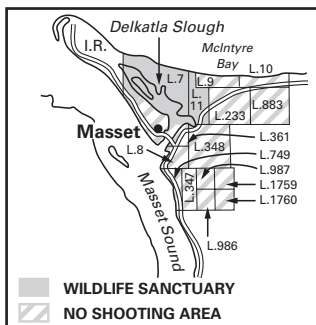 Delkatla Slough
I.R.
McIntyre
Bay
L.7
L.9
L.10
L.11
L.883
L.233
Masset
L.8
L.361
L.348
L.749
L.987
L.347
L.1759
L.1760
Masset Sound
L.986
WILDLIFE SANCTUARY
NO SHOOTING AREA